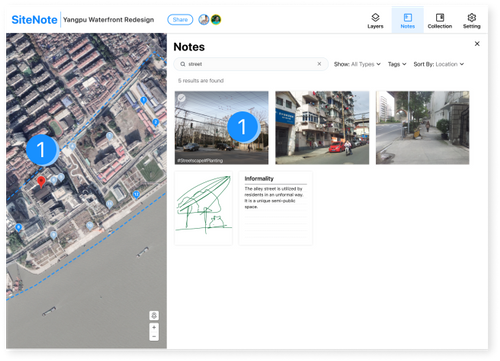 SiteNote
Yangpu Waterfront Redesign
Share
Layers
Notes
Collection
Setting
Notes
street
Show: All Types
Tags
Sort By: Location
5 results are found
1
1
#Streetscape#Planting
Informality
The alley street is utilized by
residents in an unformal way.
It is a unique semi-public
space.
+
−